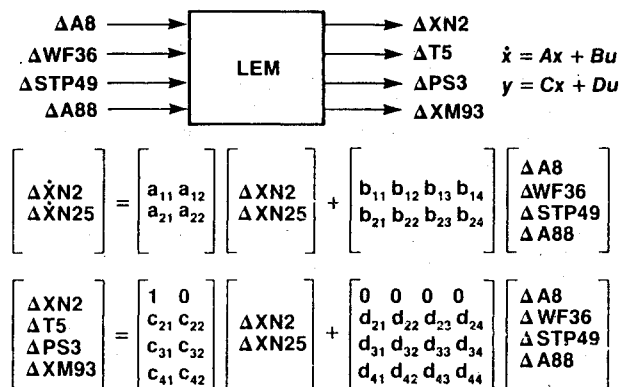 ΔA8
ΔWF36
ΔSTP49
ΔA88
LEM
ΔXN2
ΔT5
ΔPS3
ΔXM93
ẋ = Ax + Bu
y = Cx + Du
ΔẊN2 = a11 a12 ΔXN2 + b11 b12 b13 b14 ΔA8
ΔẊN25 a21 a22 ΔXN25 b21 b22 b23 b24 ΔWF36
ΔSTP49
ΔA88
ΔXN2 = 1 0 ΔXN2 + 0 0 0 0 ΔA8
ΔT5 c21 c22 ΔXN25 d21 d22 d23 d24 ΔWF36
ΔPS3 c31 c32 d31 d32 d33 d34 ΔSTP49
ΔXM93 c41 c42 d41 d42 d43 d44 ΔA88